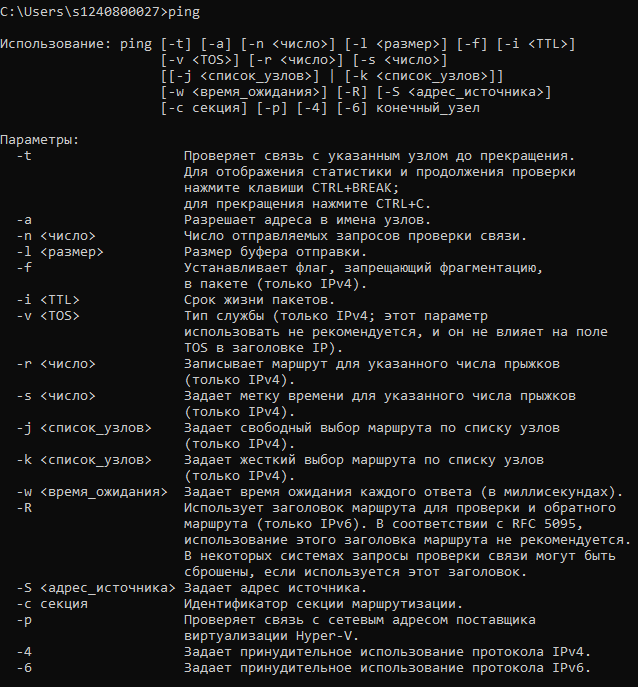 C:\Users\s1240800027>ping
Использование: ping [-t] [-a] [-n <число>] [-l <размер>] [-f] [-i <TTL>]
[-v <TOS>] [-r <число>] [-s <число>]
[[-j <список_узлов>] | [-k <список_узлов>]]
[-w <время_ожидания>] [-R] [-S <адрес_источника>]
[-c секция] [-p] [-4] [-6] конечный_узел
Параметры:
-t Проверяет связь с указанным узлом до прекращения.
Для отображения статистики и продолжения проверки
нажмите клавиши CTRL+BREAK;
для прекращения нажмите CTRL+C.
-a Разрешает адреса в имена узлов.
-n <число> Число отправляемых запросов проверки связи.
-l <размер> Размер буфера отправки.
-f Устанавливает флаг, запрещающий фрагментацию,
в пакете (только IPv4).
-i <TTL> Срок жизни пакетов.
-v <TOS> Тип службы (только IPv4; этот параметр
использовать не рекомендуется, и он не влияет на поле
TOS в заголовке IP).
-r <число> Записывает маршрут для указанного числа прыжков
(только IPv4).
-s <число> Задает метку времени для указанного числа прыжков
(только IPv4).
-j <список_узлов> Задает свободный выбор маршрута по списку узлов
(только IPv4).
-k <список_узлов> Задает жесткий выбор маршрута по списку узлов
(только IPv4).
-w <время_ожидания> Задает время ожидания каждого ответа (в миллисекундах).
-R Использует заголовок маршрута для проверки и обратного
маршрута (только IPv6). В соответствии с RFC 5095,
использование этого заголовка маршрута не рекомендуется.
В некоторых системах запросы проверки связи могут быть
сброшены, если используется этот заголовок.
-S <адрес_источника> Задает адрес источника.
-c секция Идентификатор секции маршрутизации.
-p Проверяет связь с сетевым адресом поставщика
виртуализации Hyper-V.
-4 Задает принудительное использование протокола IPv4.
-6 Задает принудительное использование протокола IPv6.